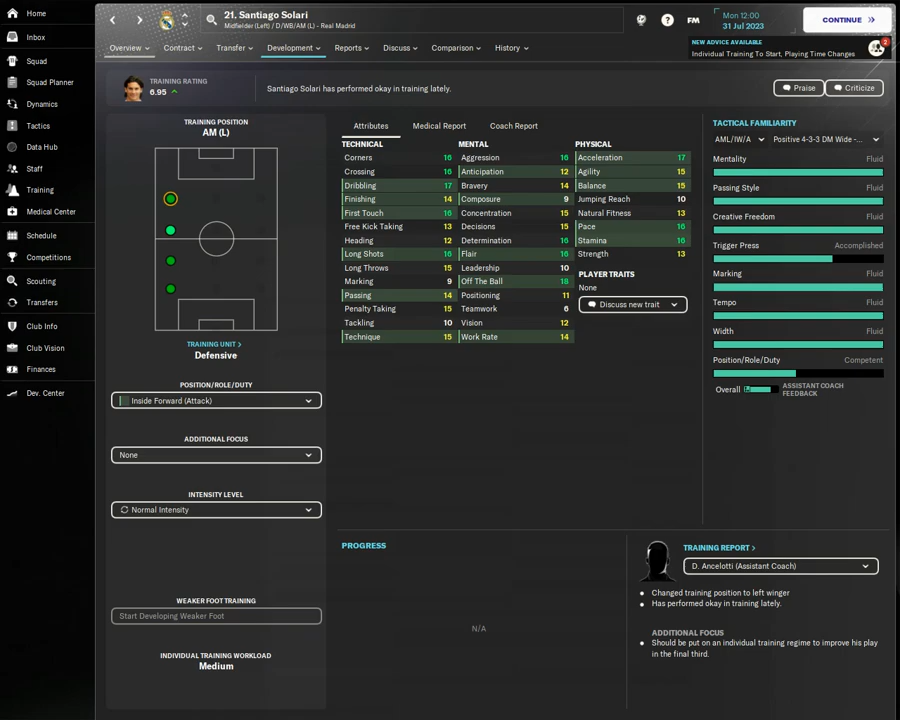 Home
Inbox
Squad
Squad Planner
Dynamics
Tactics
Data Hub
Staff
Training
Medical Center
Schedule
Competitions
Scouting
Transfers
Club Info
Club Vision
Finances
Dev. Center
21. Santiago Solari
Midfielder (Left) / D/WB/AM (L) - Real Madrid
FM
Mon 12:00
31 Jul 2023
CONTINUE
Overview
Contract
Transfer
Development
Reports
Discuss
Comparison
History
NEW ADVICE AVAILABLE
Individual Training To Start, Playing Time Changes
2
TRAINING RATING
6.95
Santiago Solari has performed okay in training lately.
Praise
Criticize
TRAINING POSITION
AM (L)
TRAINING UNIT >
Defensive
POSITION/ROLE/DUTY
Inside Forward (Attack)
ADDITIONAL FOCUS
None
INTENSITY LEVEL
Normal Intensity
WEAKER FOOT TRAINING
Start Developing Weaker Foot
INDIVIDUAL TRAINING WORKLOAD
Medium
Attributes
Medical Report
Coach Report
TECHNICAL
Corners 16
Crossing 16
Dribbling 17
Finishing 14
First Touch 16
Free Kick Taking 13
Heading 12
Long Shots 16
Long Throws 15
Marking 9
Passing 14
Penalty Taking 15
Tackling 10
Technique 15
MENTAL
Aggression 16
Anticipation 12
Bravery 14
Composure 9
Concentration 15
Decisions 15
Determination 16
Flair 16
Leadership 10
Off The Ball 18
Positioning 11
Teamwork 6
Vision 12
Work Rate 14
PHYSICAL
Acceleration 17
Agility 15
Balance 15
Jumping Reach 10
Natural Fitness 13
Pace 16
Stamina 16
Strength 13
PLAYER TRAITS
None
Discuss new trait
TACTICAL FAMILIARITY
AML/IW/A
Positive 4-3-3 DM Wide -...
Mentality Fluid
Passing Style Fluid
Creative Freedom Fluid
Trigger Press Accomplished
Marking Fluid
Tempo Fluid
Width Fluid
Position/Role/Duty Competent
Overall
ASSISTANT COACH
FEEDBACK
PROGRESS
N/A
TRAINING REPORT >
D. Ancelotti (Assistant Coach)
Changed training position to left winger
Has performed okay in training lately.
ADDITIONAL FOCUS
Should be put on an individual training regime to improve his play
in the final third.